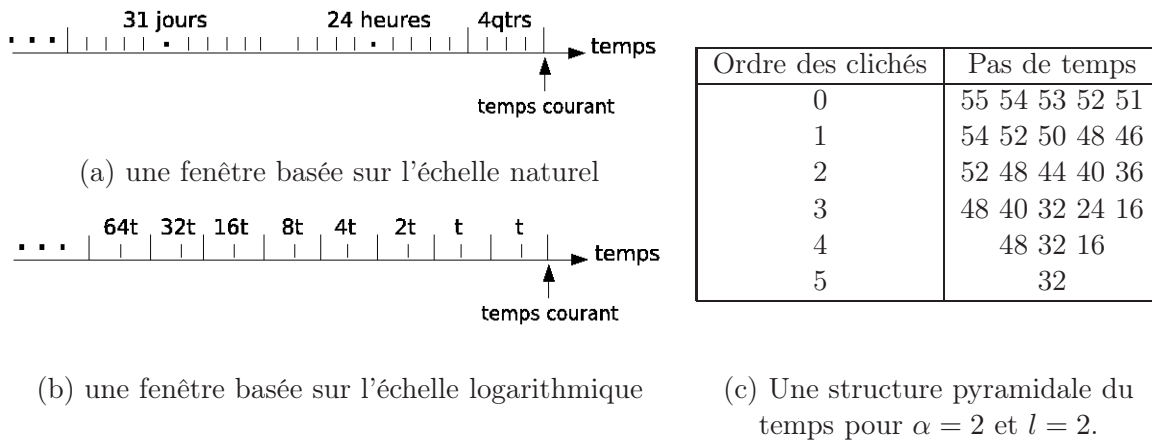 31 jours 24 heures 4qtrs
... temps
temps courant
(a) une fenêtre basée sur l'échelle naturel
64t 32t 16t 8t 4t 2t t t
... temps
temps courant
(b) une fenêtre basée sur l'échelle logarithmique
Ordre des clichés Pas de temps
0 55 54 53 52 51
1 54 52 50 48 46
2 52 48 44 40 36
3 48 40 32 24 16
4 48 32 16
5 32
(c) Une structure pyramidale du
temps pour α = 2 et l = 2.